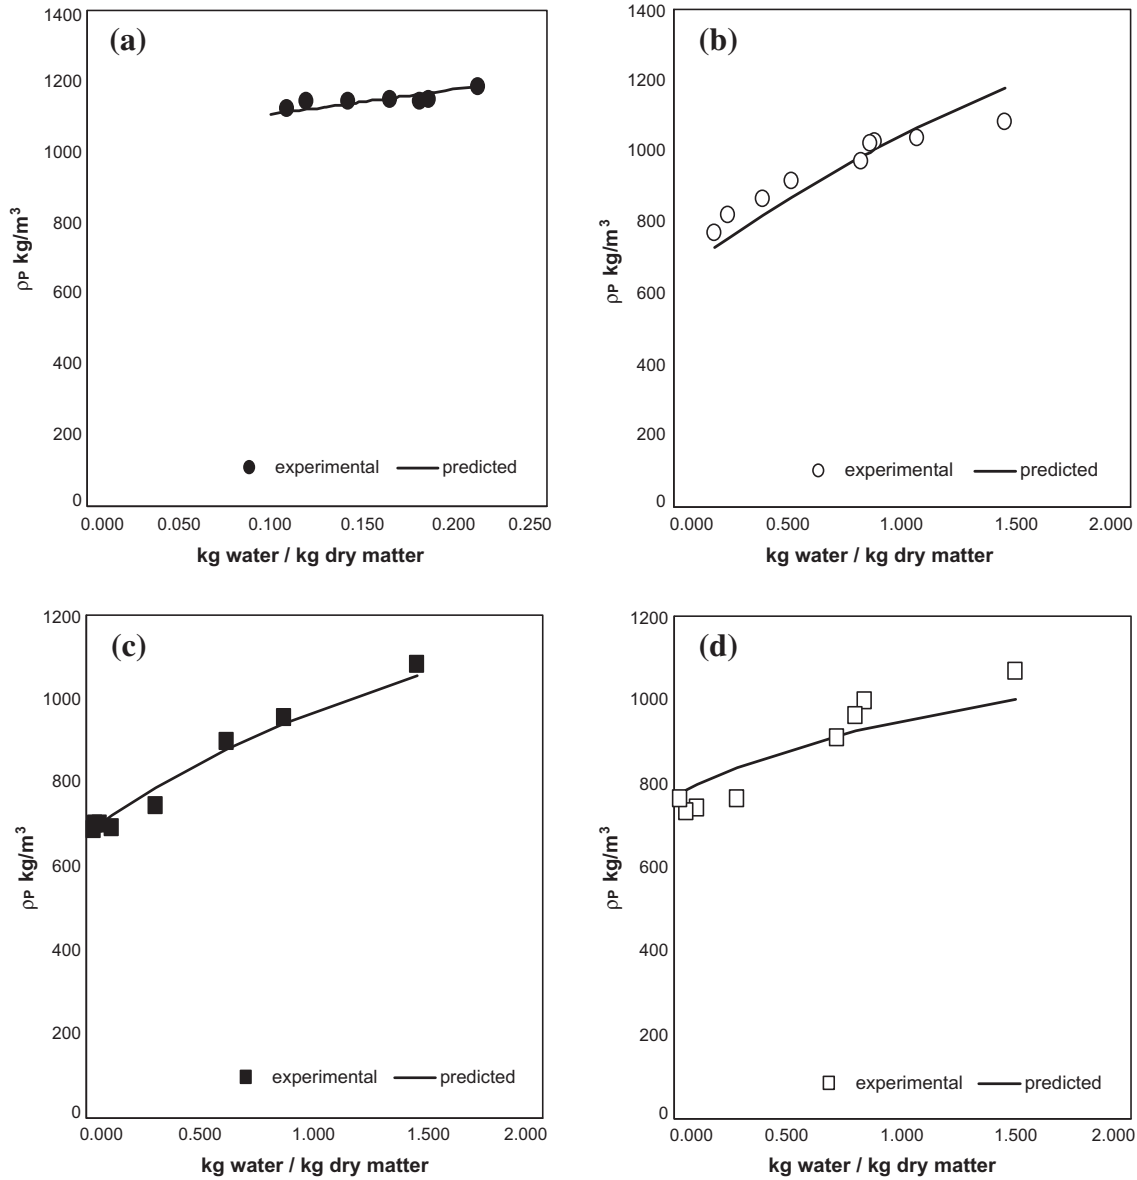 (a)
1400
1200
1000
800
600
400
200
0
ρP kg/m³
experimental predicted
0.000 0.050 0.100 0.150 0.200 0.250
kg water / kg dry matter
(b)
1400
1200
1000
800
600
400
200
0
ρP kg/m³
experimental predicted
0.000 0.500 1.000 1.500 2.000
kg water / kg dry matter
(c)
1200
1000
800
600
400
200
0
ρP kg/m³
experimental predicted
0.000 0.500 1.000 1.500 2.000
kg water / kg dry matter
(d)
1200
1000
800
600
400
200
0
ρP kg/m³
experimental predicted
0.000 0.500 1.000 1.500 2.000
kg water / kg dry matter